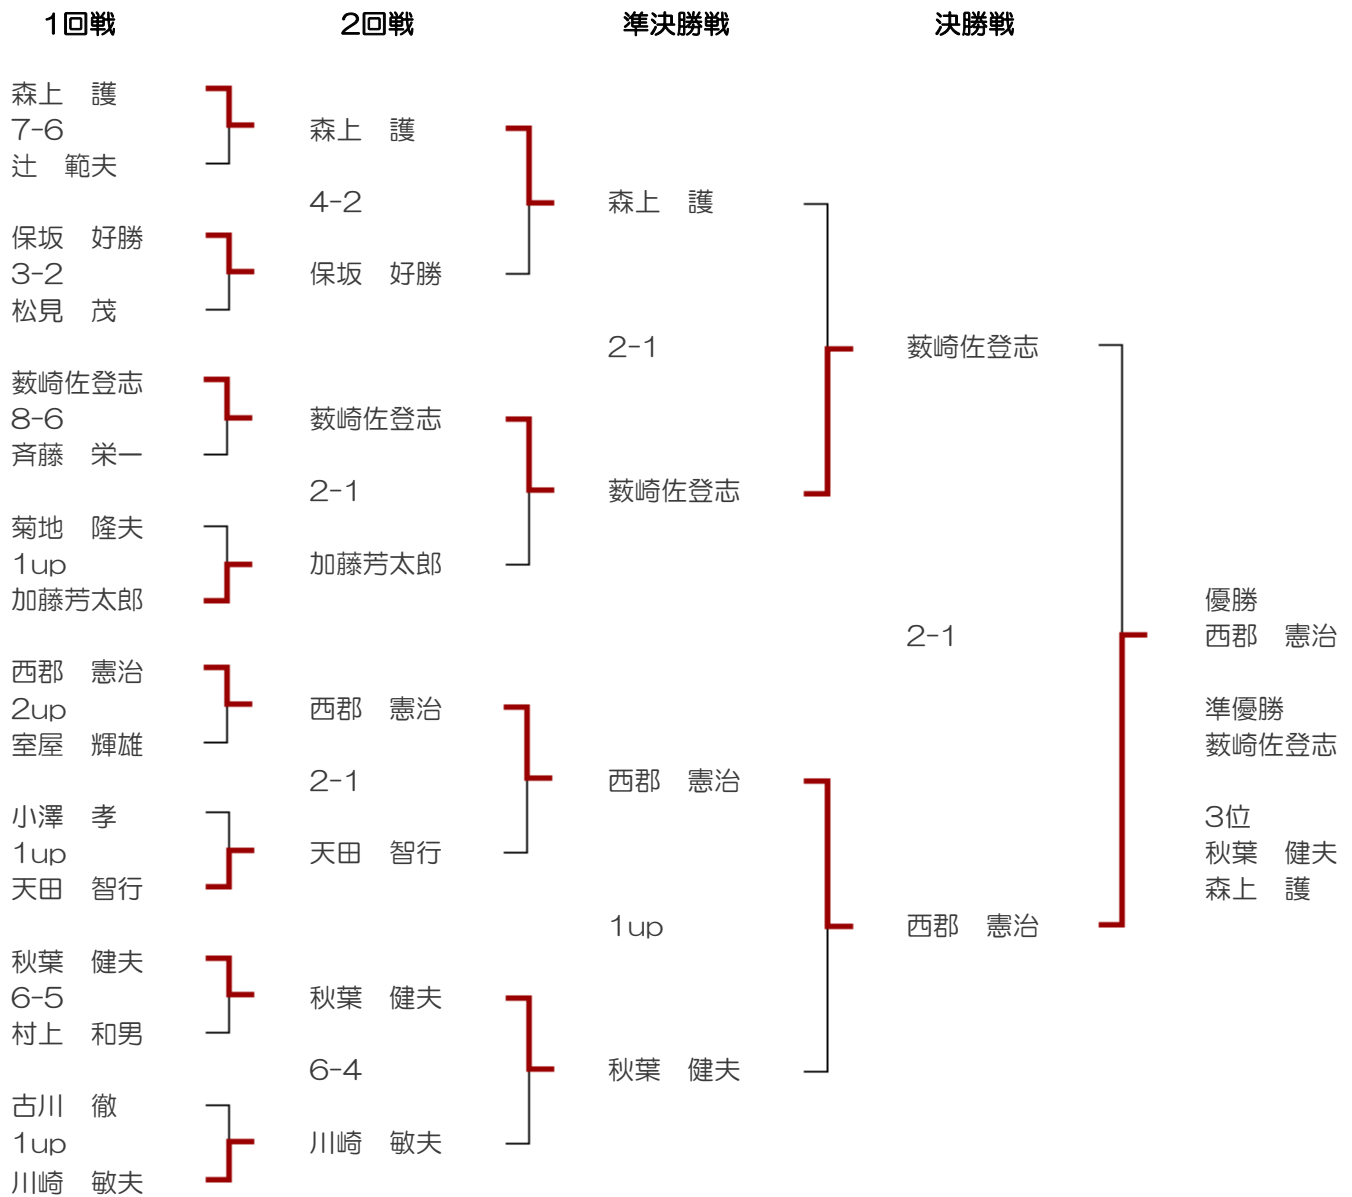 1回戦
2回戦
準決勝戦
決勝戦
森上　護
7-6
辻　範夫
保坂　好勝
3-2
松見　茂
薮崎佐登志
8-6
斉藤　栄一
菊地　隆夫
1up
加藤芳太郎
西郡　憲治
2up
室屋　輝雄
小澤　孝
1up
天田　智行
秋葉　健夫
6-5
村上　和男
古川　徹
1up
川崎　敏夫
森上　護
4-2
保坂　好勝
薮崎佐登志
2-1
加藤芳太郎
西郡　憲治
2-1
天田　智行
秋葉　健夫
6-4
川崎　敏夫
森上　護
2-1
薮崎佐登志
西郡　憲治
1up
秋葉　健夫
薮崎佐登志
2-1
西郡　憲治
優勝
西郡　憲治
準優勝
薮崎佐登志
3位
秋葉　健夫
森上　護